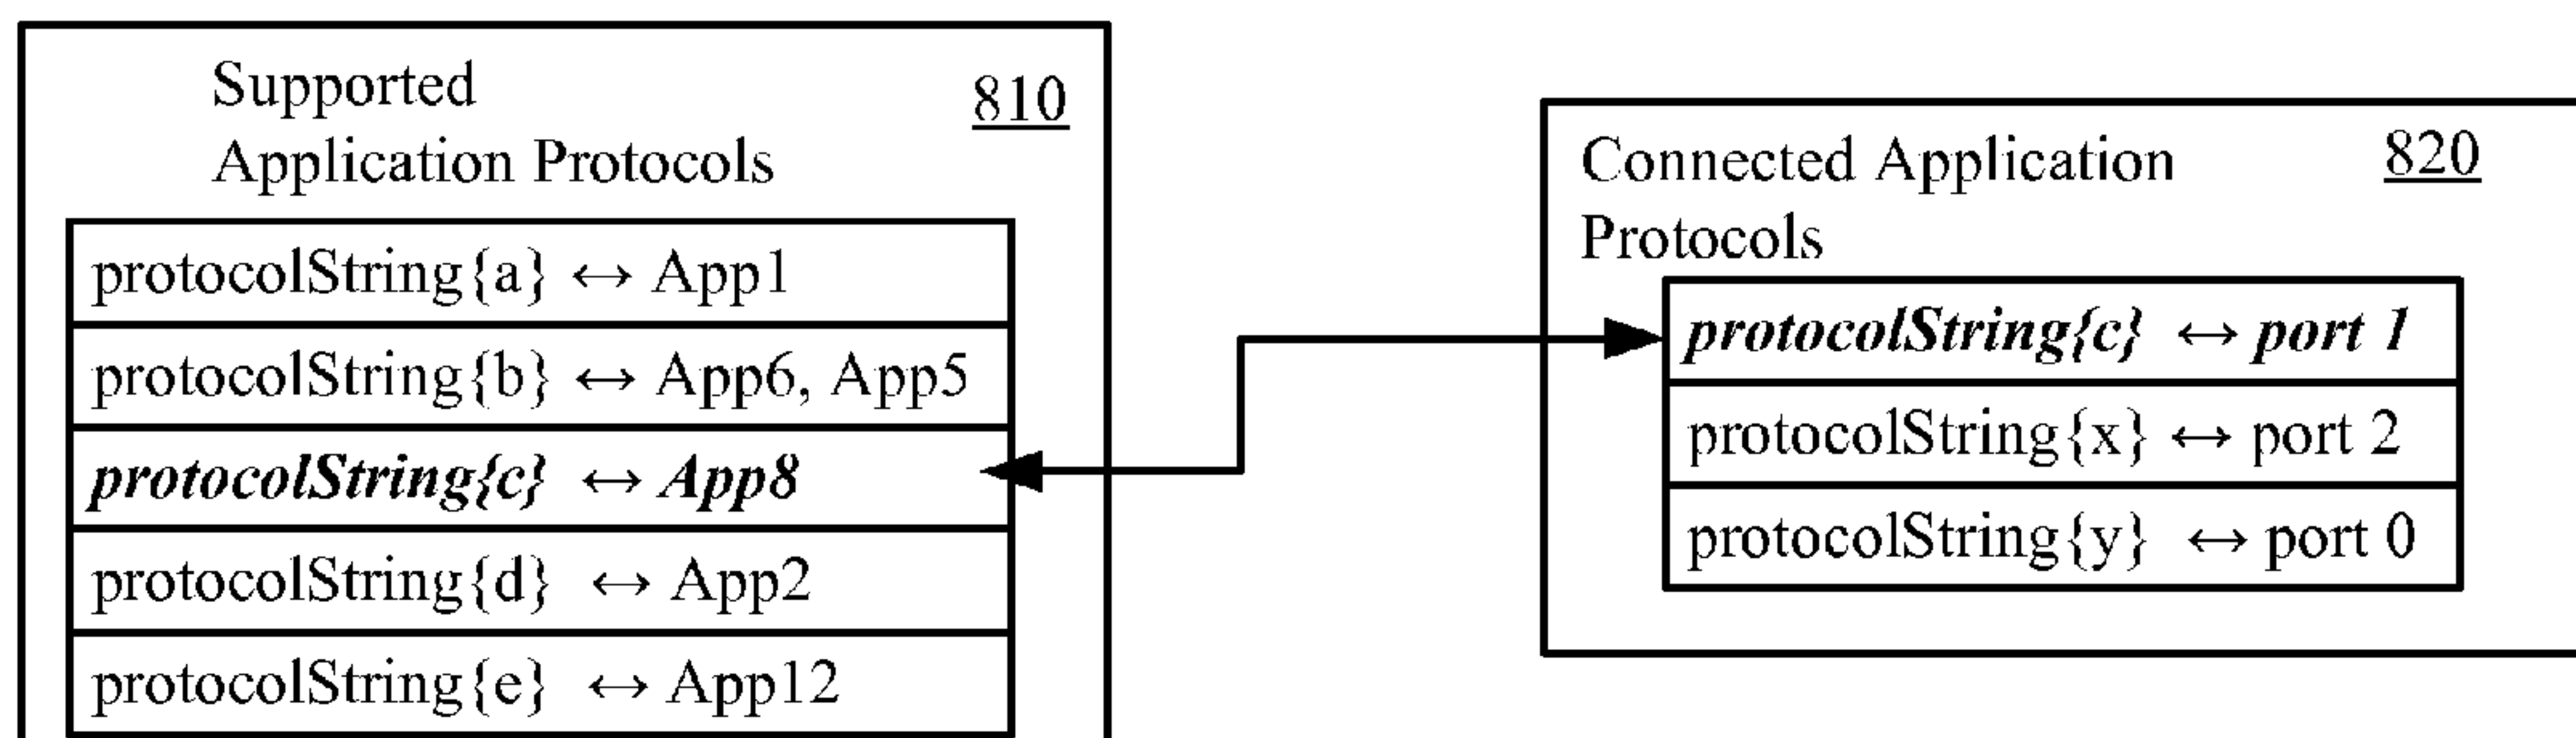 Supported 810
Application Protocols
protocolString{a} ↔ App1
protocolString{b} ↔ App6, App5
protocolString{c} ↔ App8
protocolString{d} ↔ App2
protocolString{e} ↔ App12
Connected Application 820
Protocols
protocolString{c} ↔ port 1
protocolString{x} ↔ port 2
protocolString{y} ↔ port 0